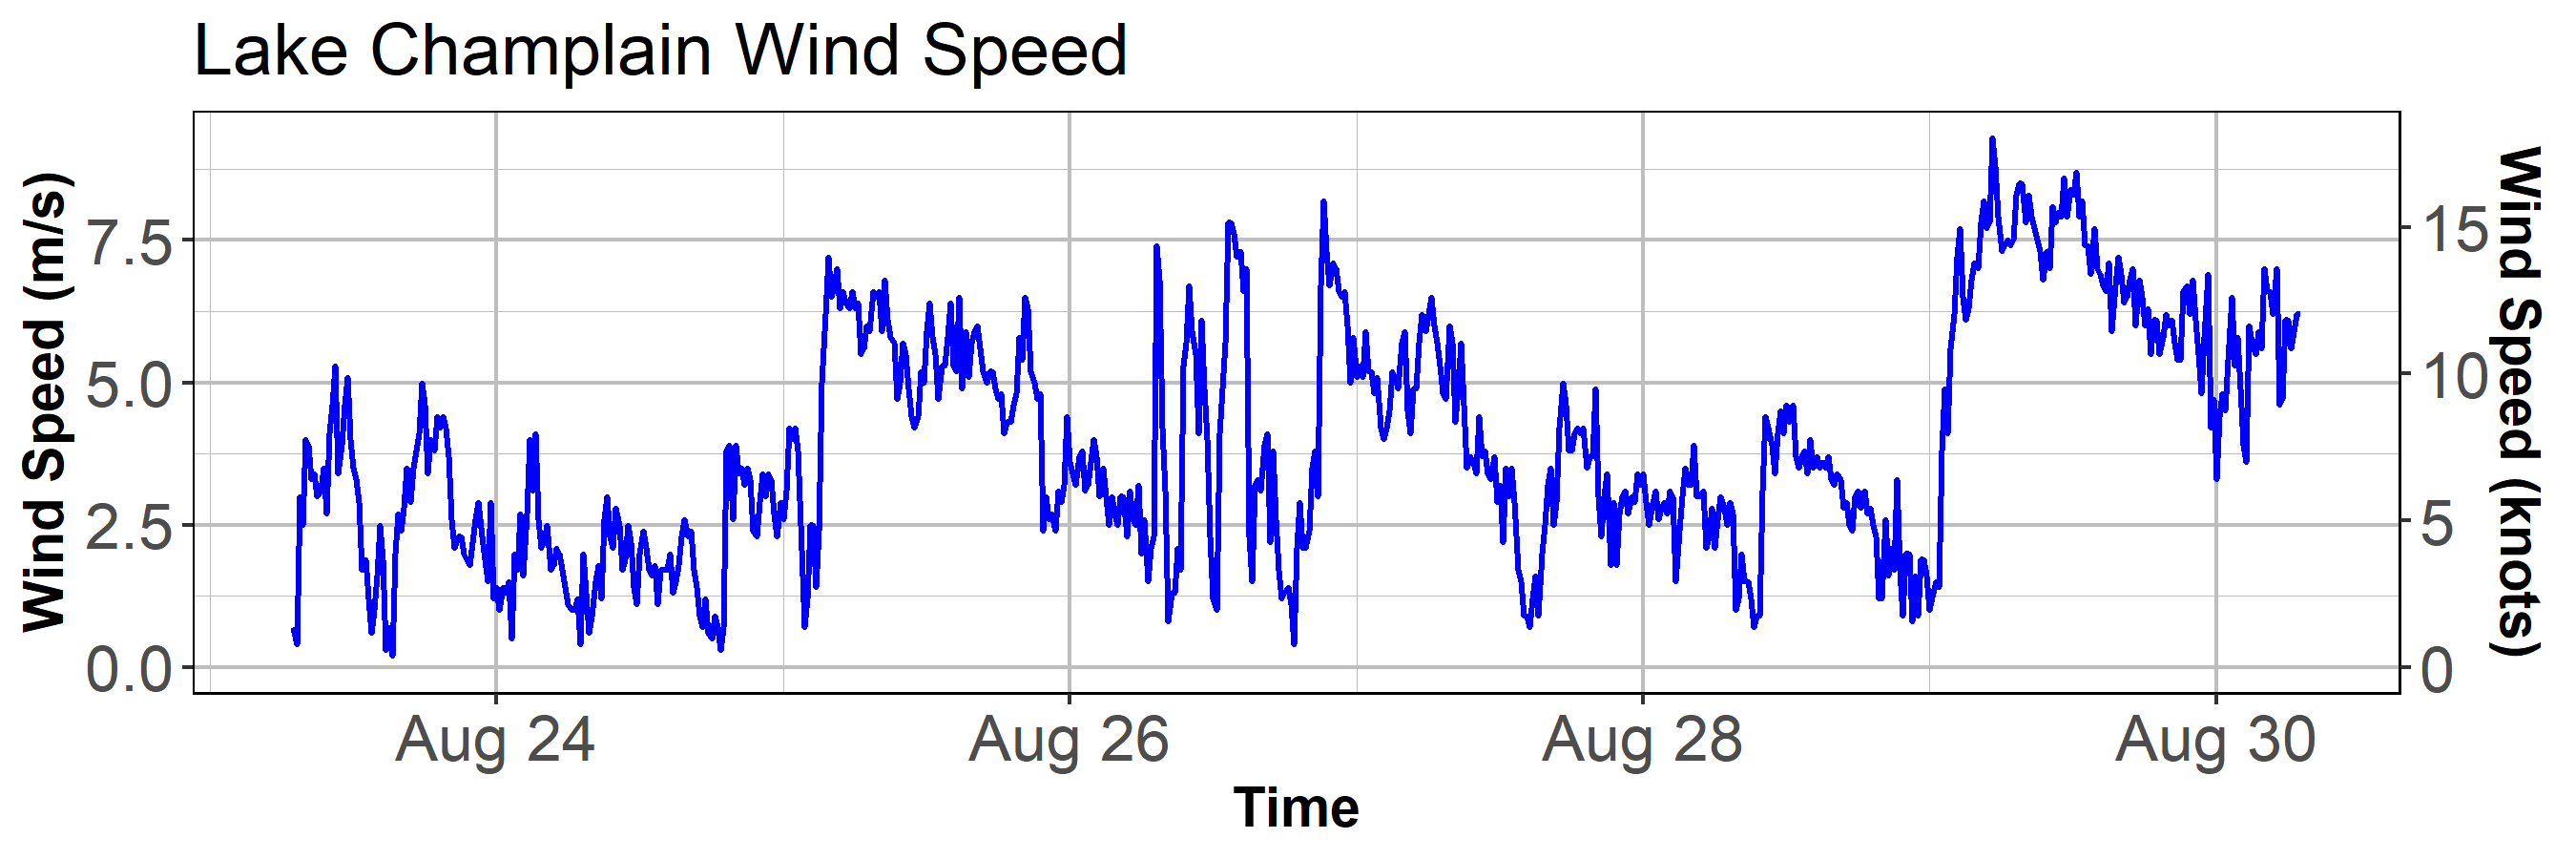 Lake Champlain Wind Speed
Wind Speed (m/s)
7.5
5.0
2.5
0.0
Wind Speed (knots)
15
10
5
0
Aug 24
Aug 26
Aug 28
Aug 30
Time